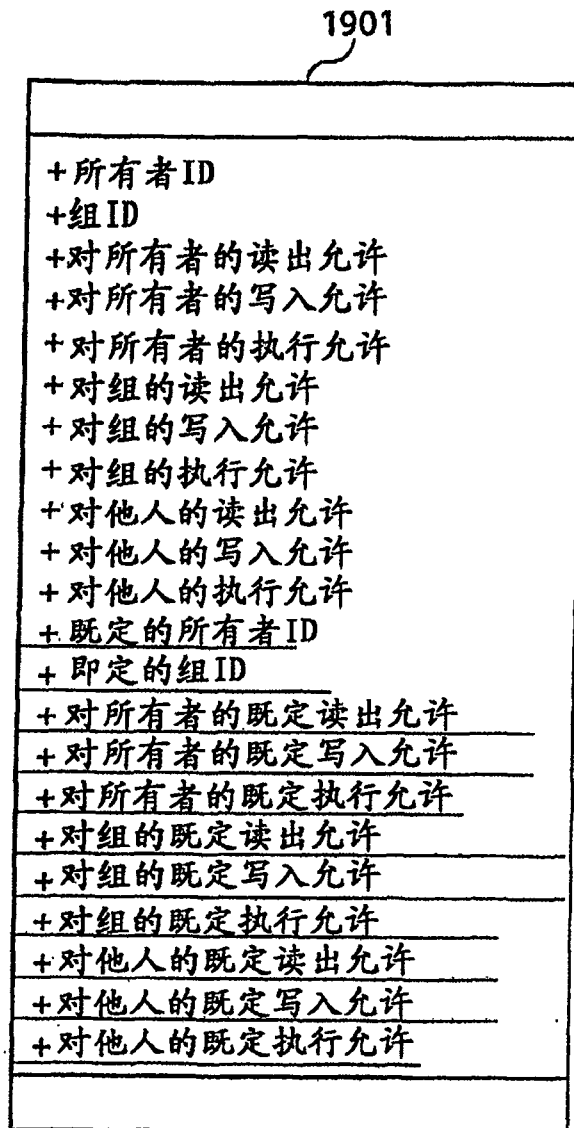 1901
+所有者ID
+组ID
+对所有者的读出允许
+对所有者的写入允许
+对所有者的执行允许
+对组的读出允许
+对组的写入允许
+对组的执行允许
+对他人的读出允许
+对他人的写入允许
+对他人的执行允许
+既定的所有者ID
+即定的组ID
+对所有者的既定读出允许
+对所有者的既定写入允许
+对所有者的既定执行允许
+对组的既定读出允许
+对组的既定写入允许
+对组的既定执行允许
+对他人的既定读出允许
+对他人的既定写入允许
+对他人的既定执行允许